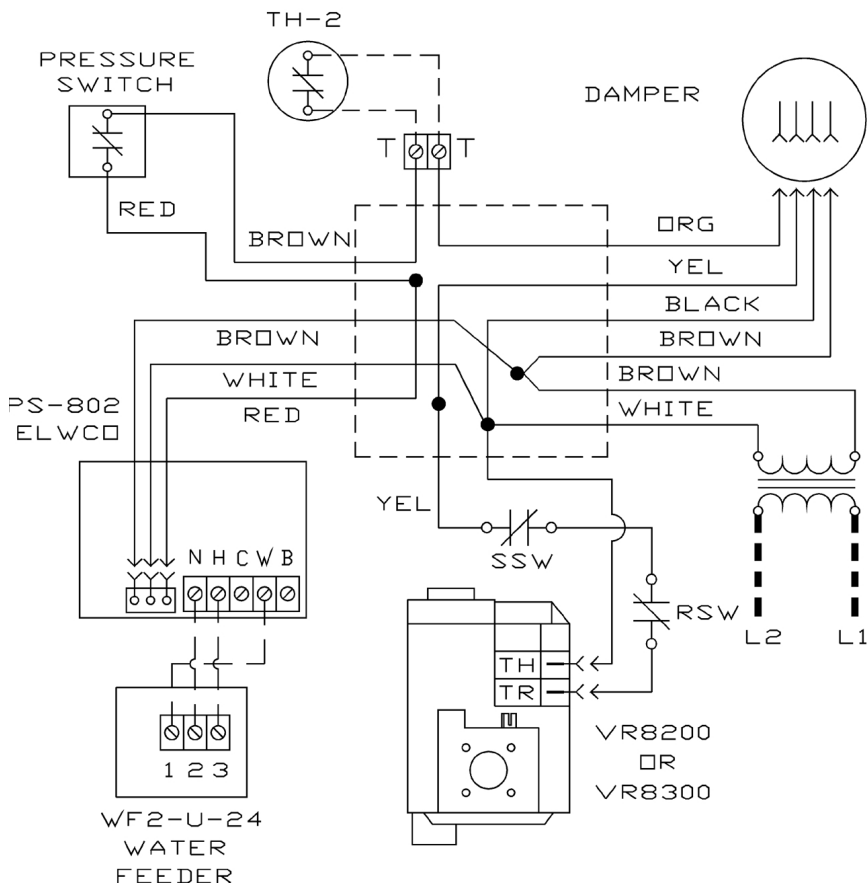 TH-2
PRESSURE
SWITCH
DAMPER
T T
RED
BROWN
ORG
YEL
BLACK
BROWN
BROWN
WHITE
BROWN
WHITE
RED
PS-802
ELWCO
YEL
SSW
N H C W B
RSW
L2 L1
TH
TR
VR8200
OR
VR8300
1 2 3
WF2-U-24
WATER
FEEDER